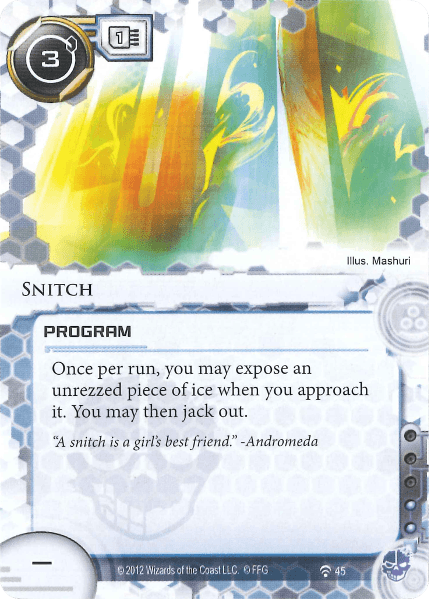 3
1
Illus. Mashuri
SNITCH
PROGRAM
Once per run, you may expose an
unrezzed piece of ice when you approach
it. You may then jack out.
“A snitch is a girl’s best friend.” -Andromeda
–
© 2012 Wizards of the Coast LLC. © FFG
45